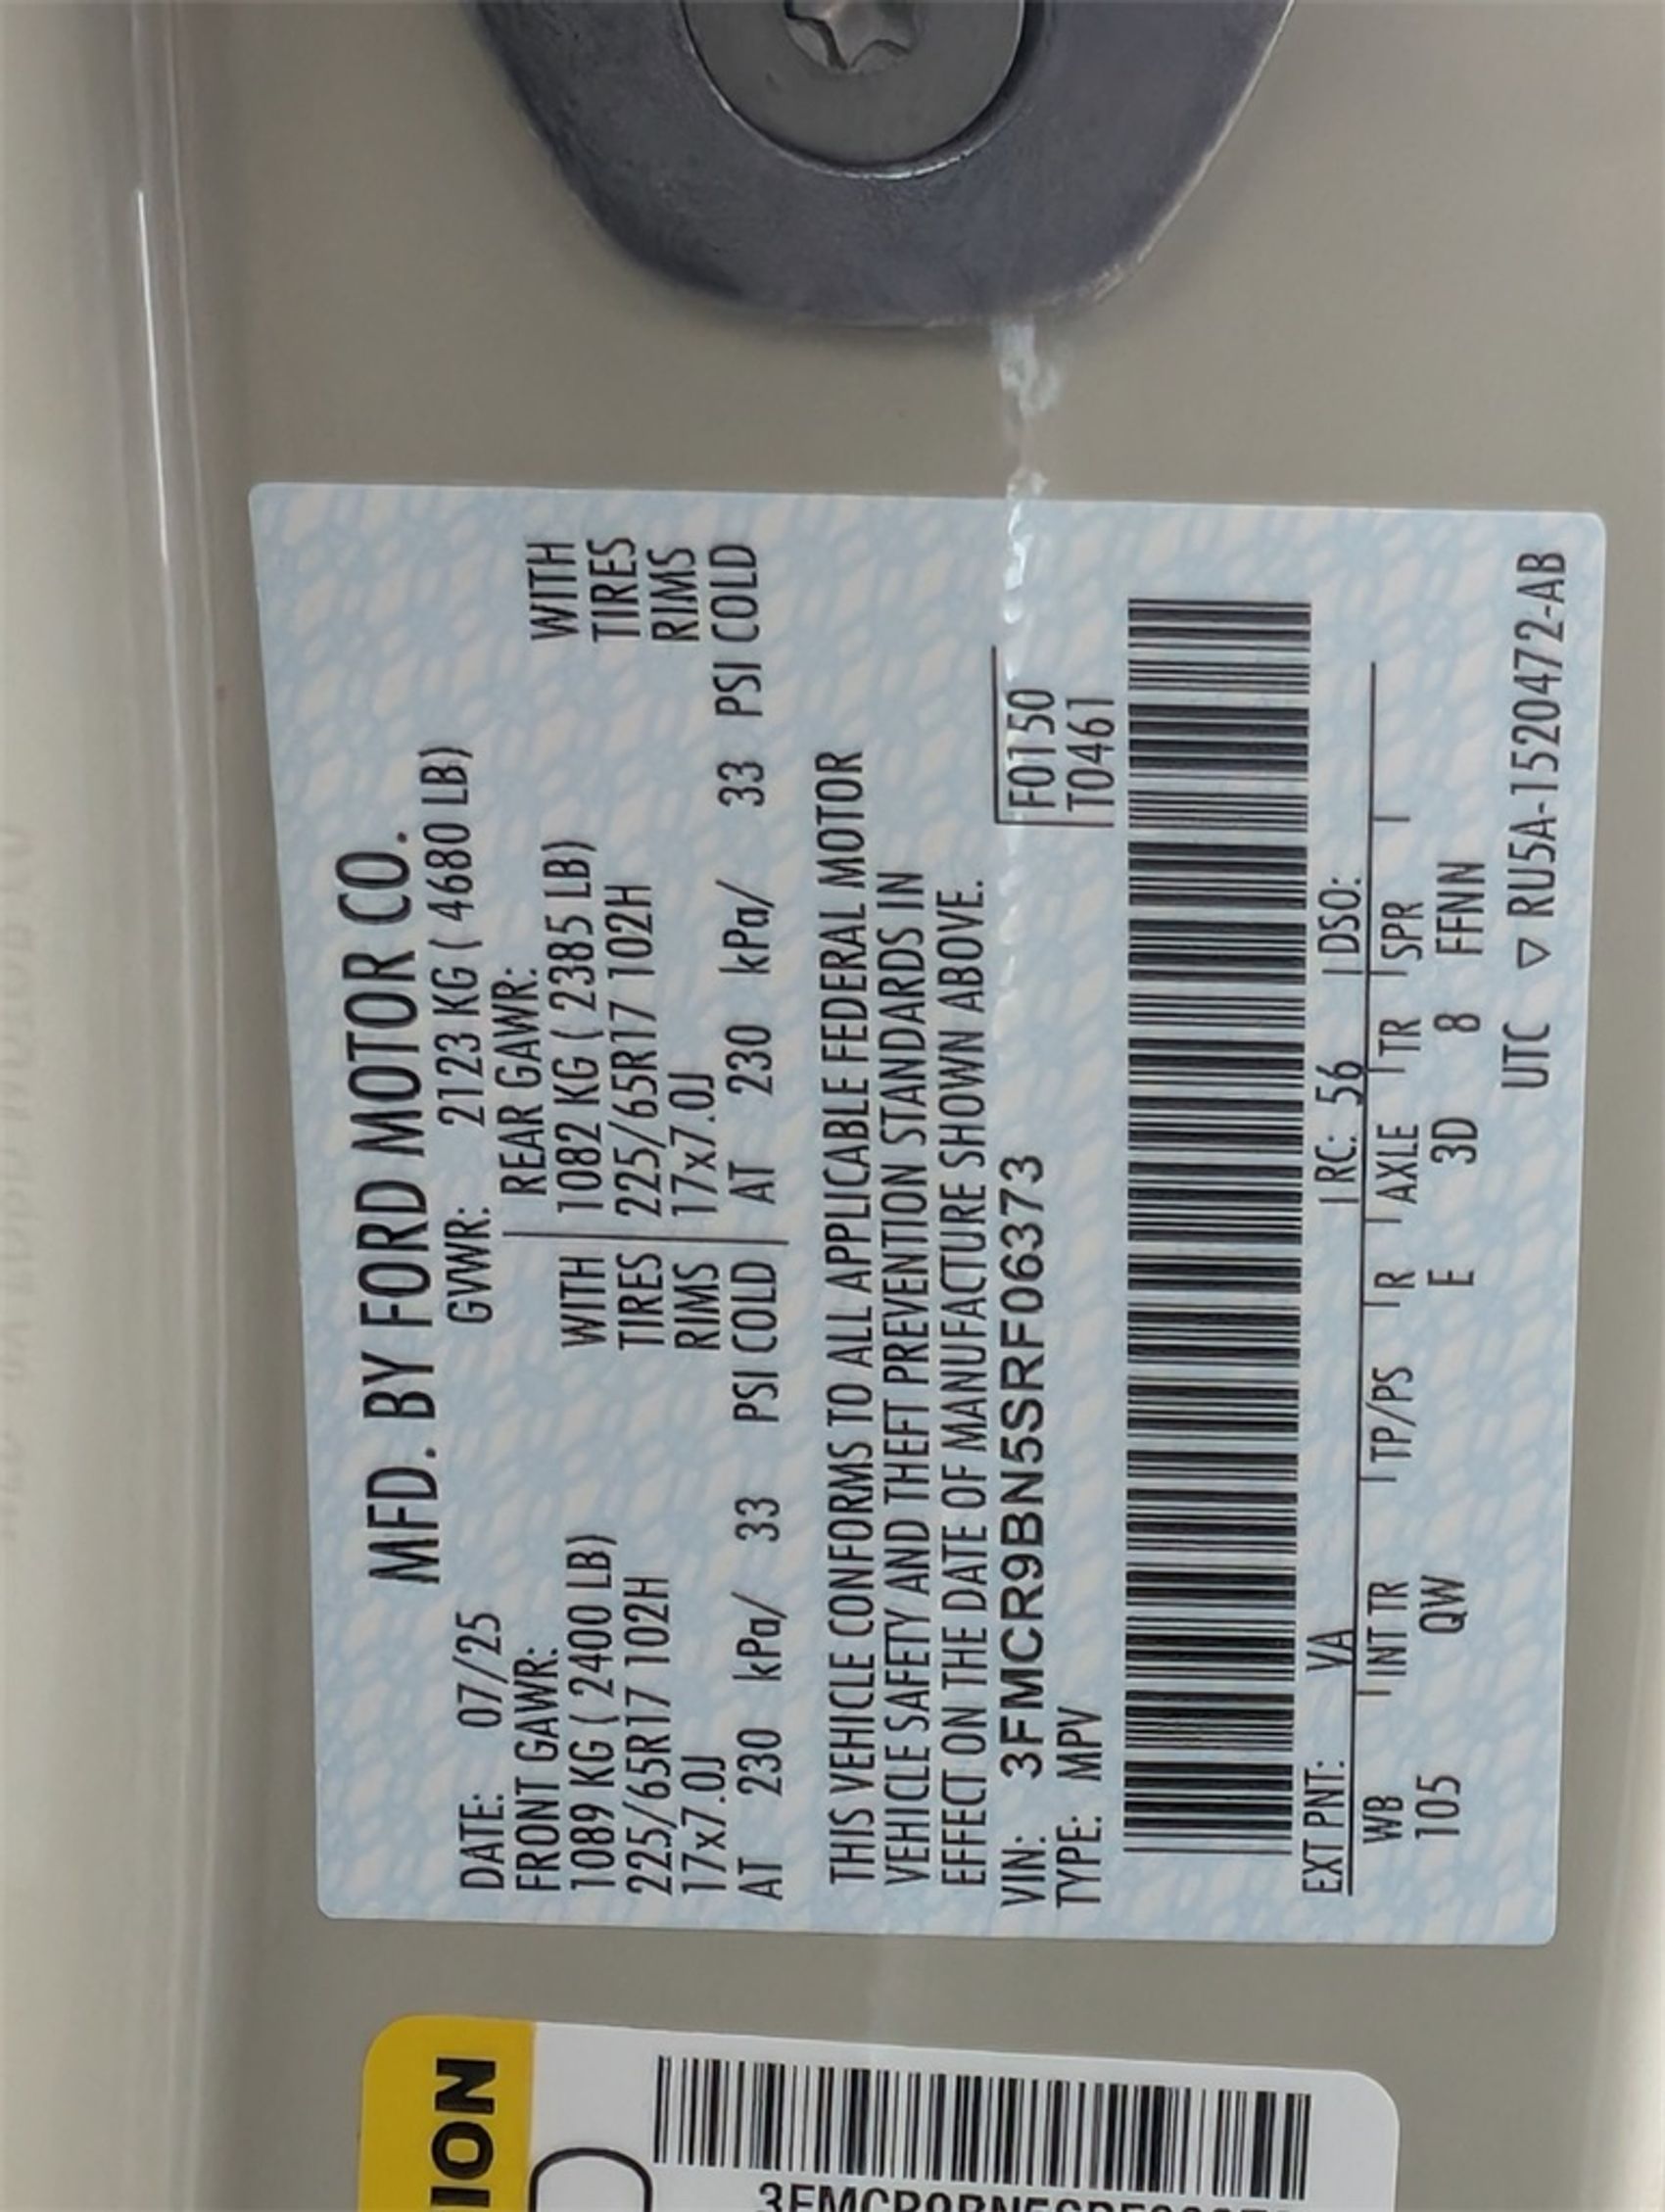 MFD. BY FORD MOTOR CO.
DATE: 07/25 GVWR: 2123 KG ( 4680 LB)
FRONT GAWR: REAR GAWR:
1089 KG ( 2400 LB) WITH 1082 KG ( 2385 LB) WITH
225/65R17 102H TIRES 225/65R17 102H TIRES
17x7.0J RIMS 17x7.0J RIMS
AT 230 kPa/ 33 PSI COLD AT 230 kPa/ 33 PSI COLD
THIS VEHICLE CONFORMS TO ALL APPLICABLE FEDERAL MOTOR
VEHICLE SAFETY AND THEFT PREVENTION STANDARDS IN
EFFECT ON THE DATE OF MANUFACTURE SHOWN ABOVE.
VIN: 3FMCR9BN5SRF06373 F0150
TYPE: MPV T0461
EXT PNT: YA RC: 56 DSO:
WB INT TR TP/PS R AXLE TR SPR
105 QW E 3D 8 FFNN
UTC ▽ RU5A-1520472-AB
ION